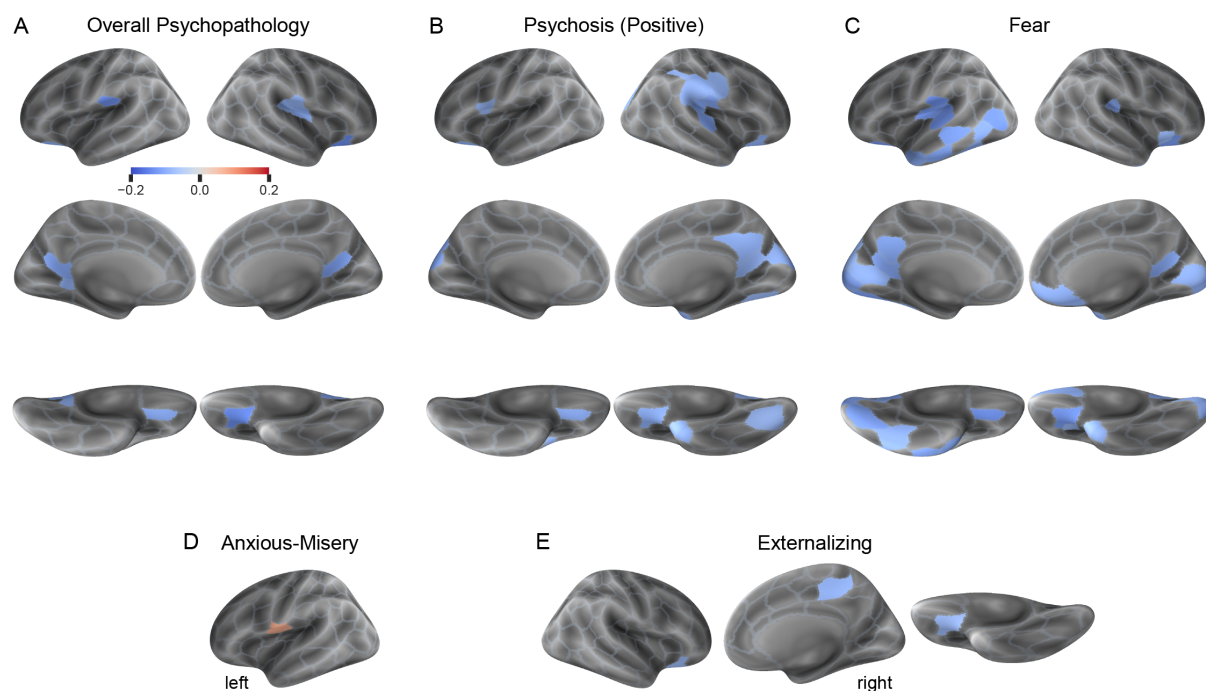 A Overall Psychopathology
B Psychosis (Positive)
C Fear
−0.2 0.0 0.2
D Anxious-Misery
E Externalizing
left
right